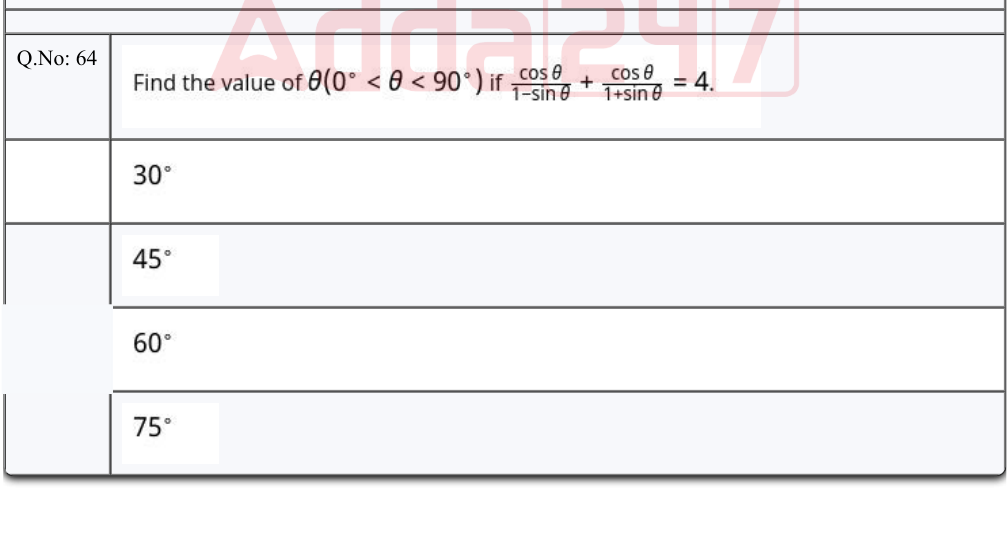 Adda247
Q.No: 64
Find the value of θ(0° < θ < 90°) if cos θ/1−sin θ + cos θ/1+sin θ = 4.
30°
45°
60°
75°